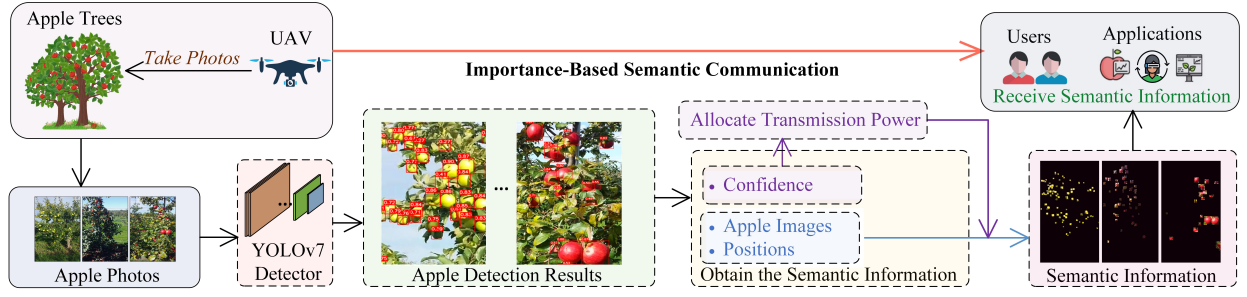 Apple Trees
UAV
Take Photos
Importance-Based Semantic Communication
Users
Applications
Receive Semantic Information
Allocate Transmission Power
• Confidence
• Apple Images
• Positions
Obtain the Semantic Information
...
YOLOv7
Detector
...
Apple Photos
Apple Detection Results
Semantic Information